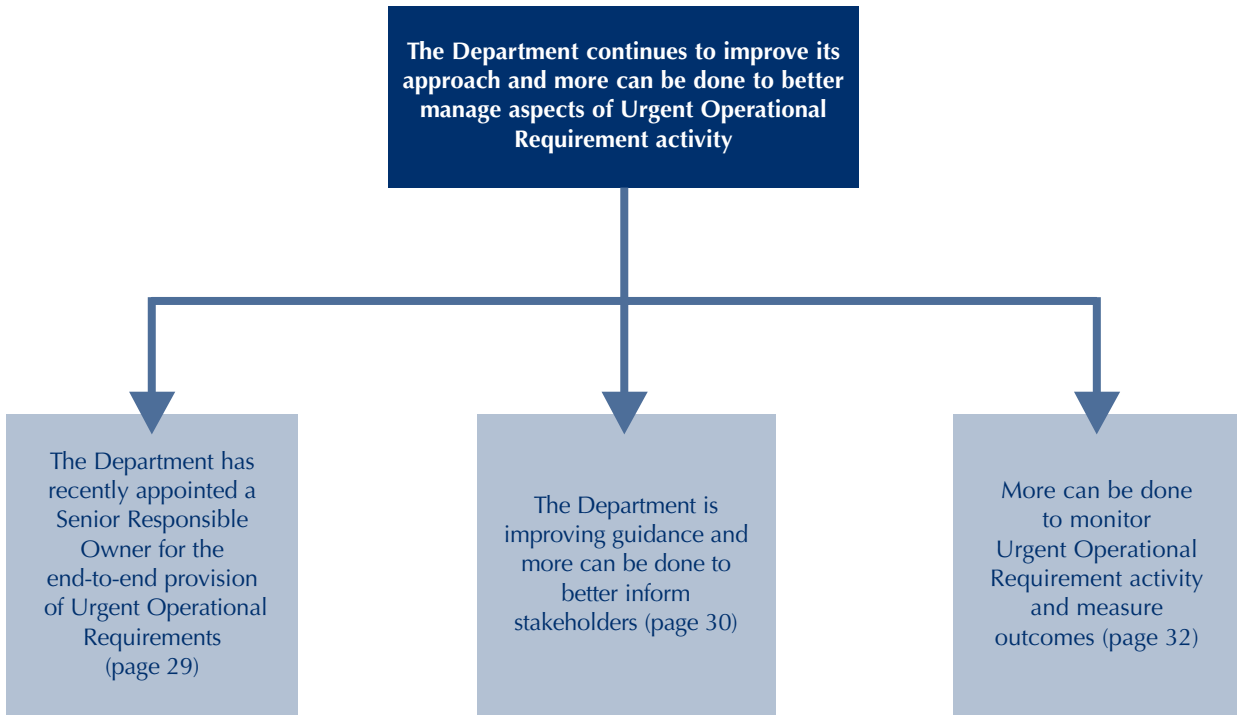 The Department continues to improve its
approach and more can be done to better
manage aspects of Urgent Operational
Requirement activity
The Department has
recently appointed a
Senior Responsible
Owner for the
end-to-end provision
of Urgent Operational
Requirements
(page 29)
The Department is
improving guidance and
more can be done to
better inform
stakeholders (page 30)
More can be done
to monitor
Urgent Operational
Requirement activity
and measure
outcomes (page 32)